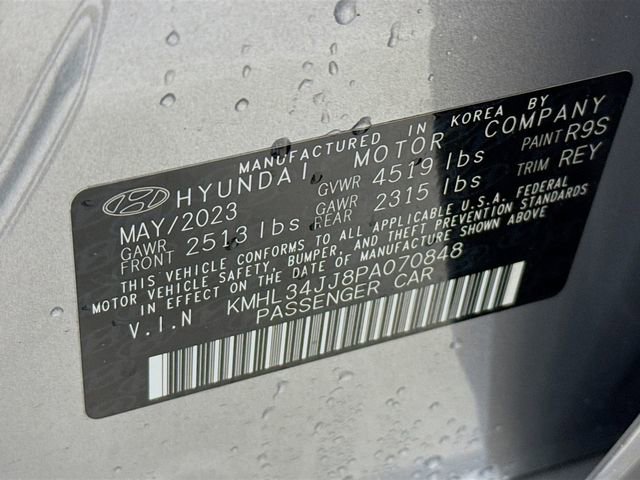 MANUFACTURED IN KOREA BY
HYUNDAI MOTOR COMPANY
MAY/2023 GVWR 4519 lbs PAINT R9S
GAWR FRONT 2513 lbs GAWR REAR 2315 lbs TRIM REY
THIS VEHICLE CONFORMS TO ALL APPLICABLE U.S.A. FEDERAL
MOTOR VEHICLE SAFETY, BUMPER, AND THEFT PREVENTION STANDARDS
IN EFFECT ON THE DATE OF MANUFACTURE SHOWN ABOVE
V.I.N KMHL34JJ8PA070848
PASSENGER CAR